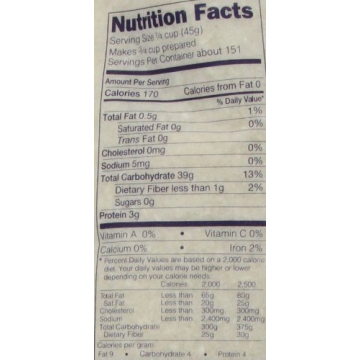 Nutrition Facts
Serving Size ¼ cup (45g)
Makes ¾ cup prepared
Servings Per Container about 151
Amount Per Serving
Calories 170 Calories from Fat 0
% Daily Value*
Total Fat 0.5g 1%
Saturated Fat 0g 0%
Trans Fat 0g
Cholesterol 0mg 0%
Sodium 5mg 0%
Total Carbohydrate 39g 13%
Dietary Fiber less than 1g 2%
Sugars 0g
Protein 3g
Vitamin A 0% • Vitamin C 0%
Calcium 0% • Iron 2%
* Percent Daily Values are based on a 2,000 calorie
diet. Your daily values may be higher or lower
depending on your calorie needs.
Calories 2,000 2,500
Total Fat Less than 65g 80g
Sat Fat Less than 20g 25g
Cholesterol Less than 300mg 300mg
Sodium Less than 2,400mg 2,400mg
Total Carbohydrate 300g 375g
Dietary Fiber 25g 30g
Calories per gram:
Fat 9 • Carbohydrate 4 • Protein 4